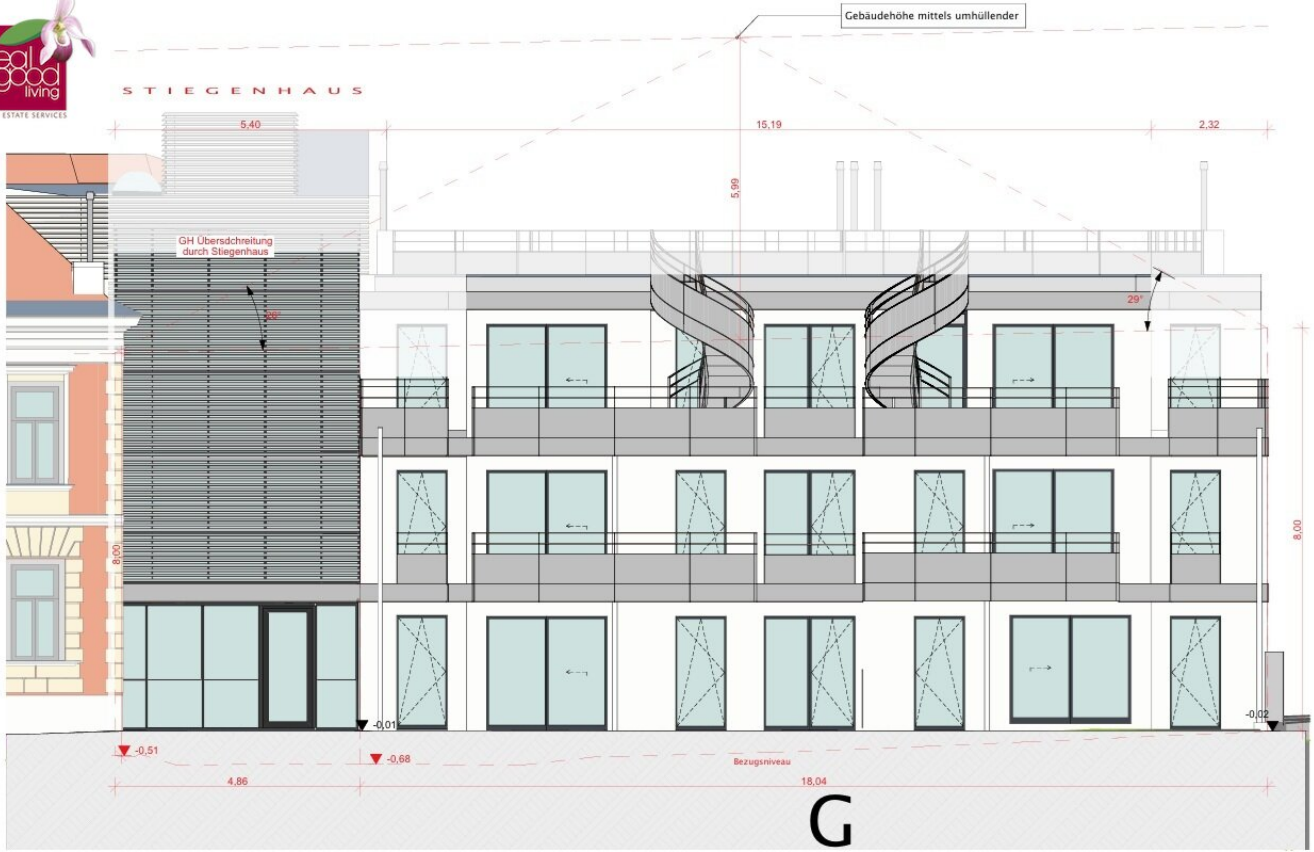 Gebäudehöhe mittels umhüllender
good
living
ESTATE SERVICES
STIEGENHAUS
5,40
15,19
2,32
5,99
GH Übersdchreitung
durch Stiegenhaus
26°
29°
8,00
8,00
-0,01
-0,02
-0,51
-0,68
Bezugsniveau
4,86
18,04
G